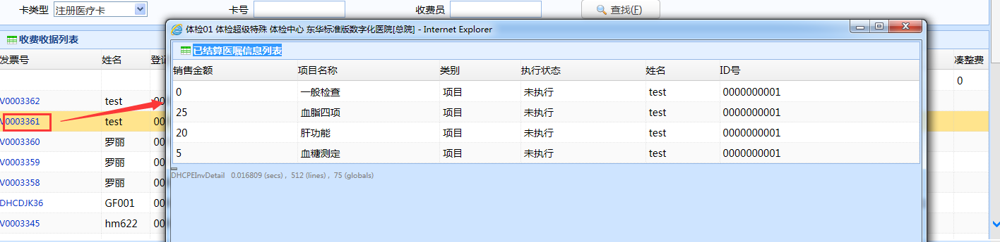 卡类型 注册医疗卡 卡号 收费员 查找(F)
收费收据列表
发票号 姓名 登记 凑整费
0
V0003362 test 00
V0003361 test 00
V0003360 罗丽 00
V0003359 罗丽 00
V0003358 罗丽 00
DHCDJK36 GF001 00
V0003345 hm622 00
体检01 体检超级特殊 体检中心 东华标准版数字化医院[总院] - Internet Explorer
已结算医嘱信息列表
销售金额 项目名称 类别 执行状态 姓名 ID号
0 一般检查 项目 未执行 test 0000000001
25 血脂四项 项目 未执行 test 0000000001
20 肝功能 项目 未执行 test 0000000001
5 血糖测定 项目 未执行 test 0000000001
DHCPEInvDetail 0.016809 (secs) , 512 (lines) , 75 (globals)